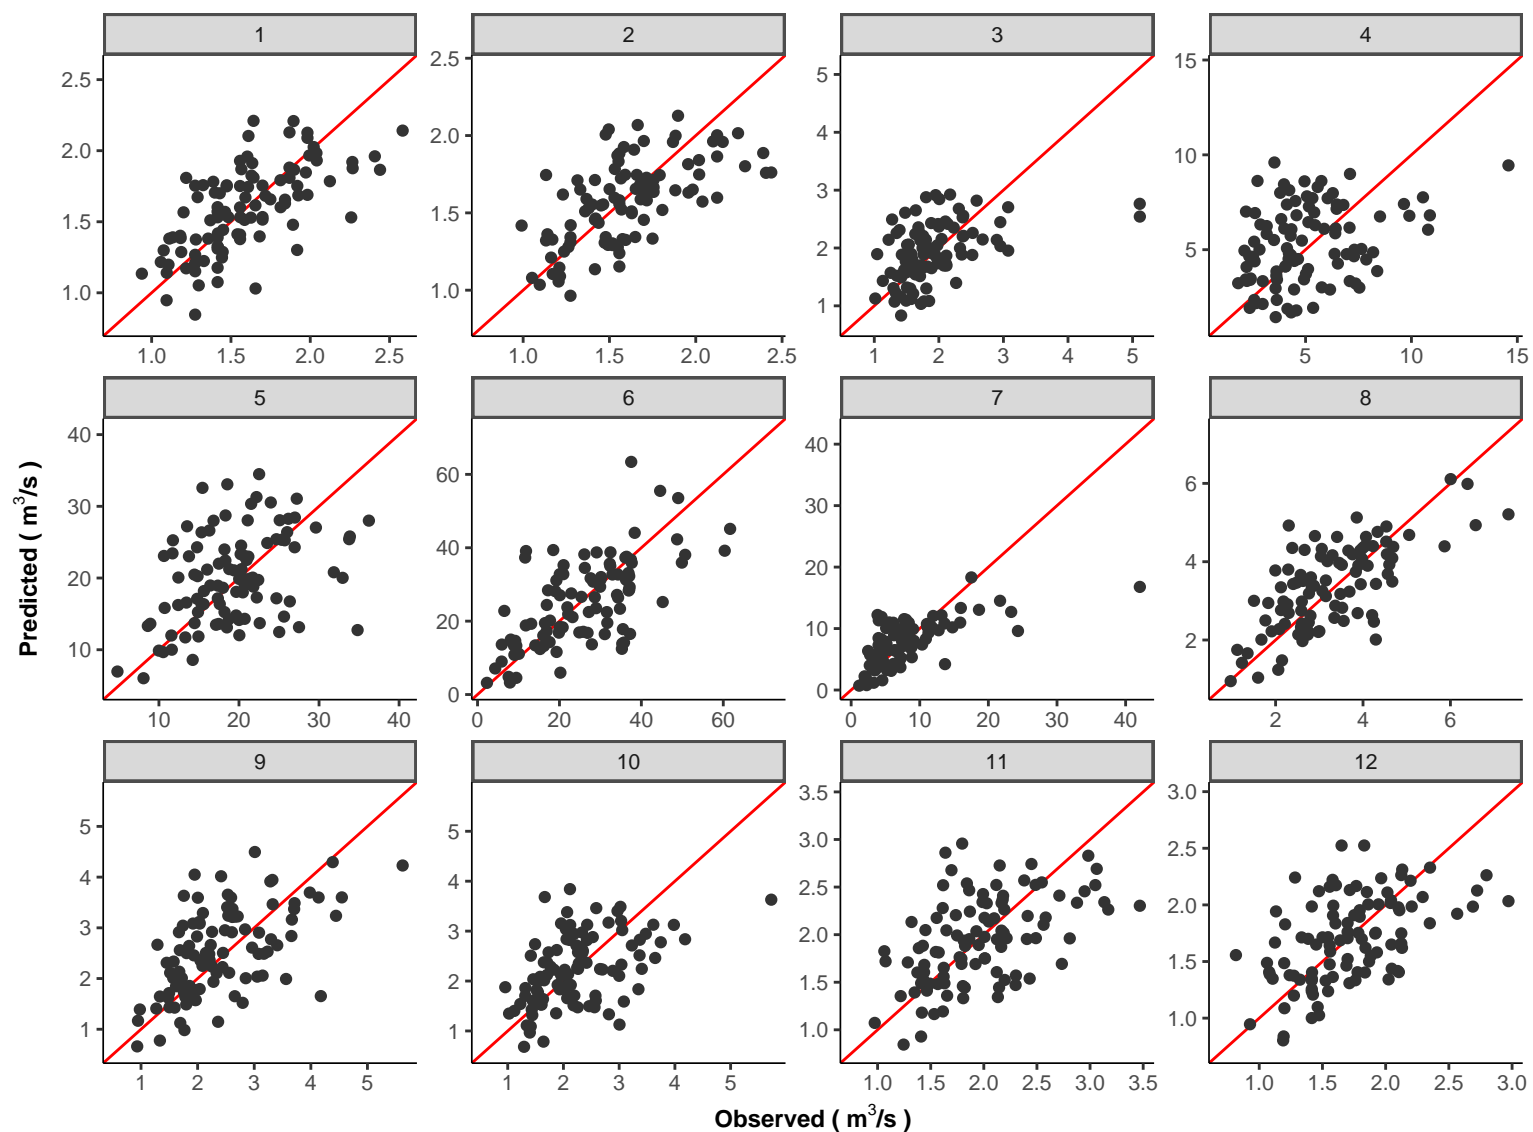 1 2 3 4
2.5 2.5 5 15
2.0 2.0 4 10
1.5 1.5 3 5
1.0 1.0 2
1
1.0 1.5 2.0 2.5 1.0 1.5 2.0 2.5 1 2 3 4 5 5 10 15
5 6 7 8
40 60 40 6
30 40 30 4
20 20 20 2
10 0 10
0
10 20 30 40 0 20 40 60 0 10 20 30 40 2 4 6
9 10 11 12
5 5 3.5 3.0
4 4 3.0 2.5
3 3 2.5 2.0
2 2 2.0 1.5
1 1 1.5 1.0
1.0
1 2 3 4 5 1 2 3 4 5 1.0 1.5 2.0 2.5 3.0 3.5 1.0 1.5 2.0 2.5 3.0
Predicted ( m³/s )
Observed ( m³/s )